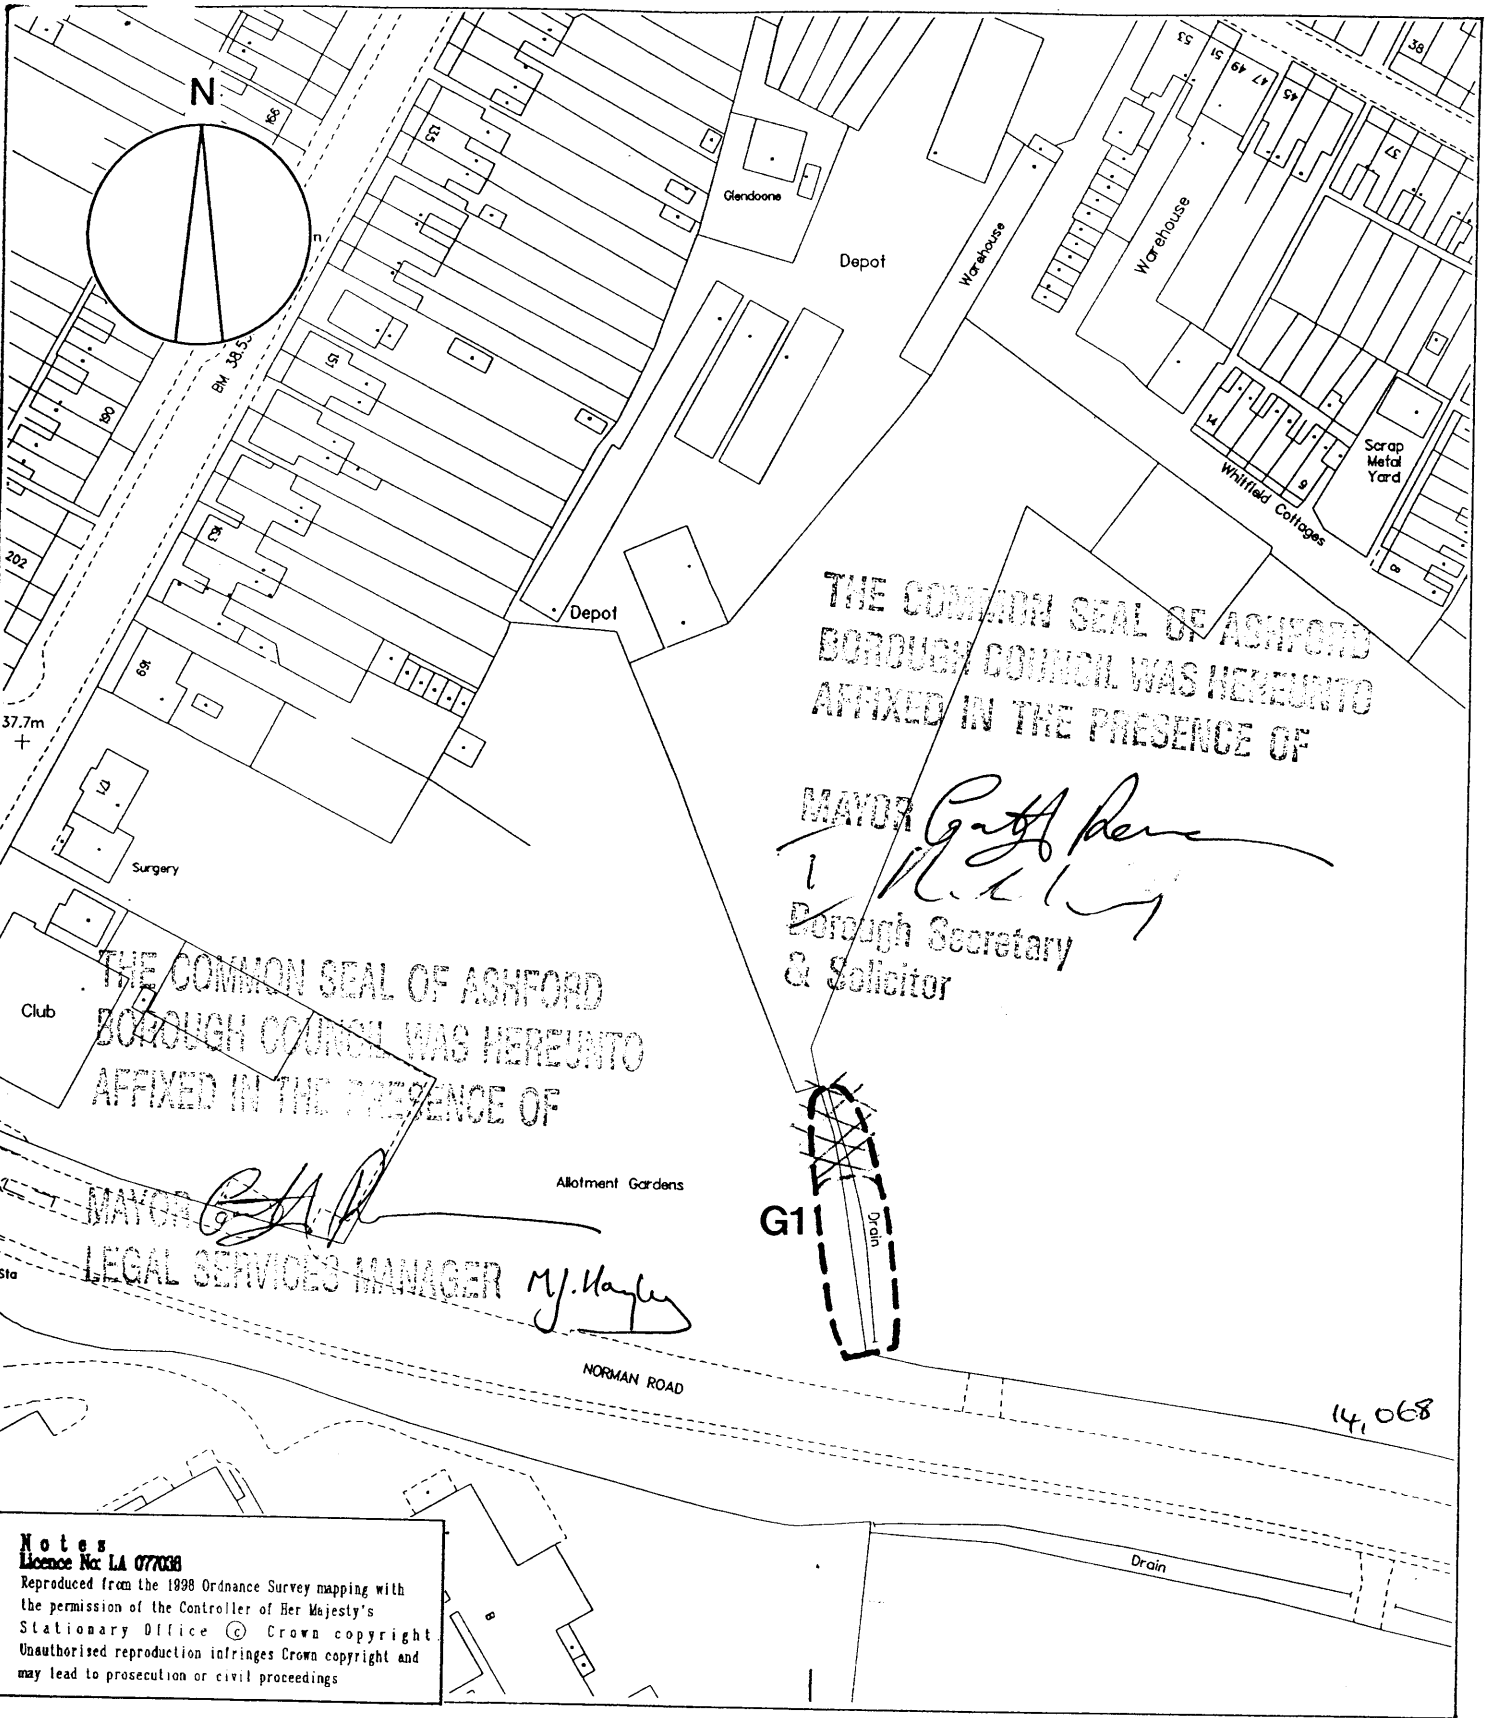 N
166
135
n
Glendoone
Depot
Warehouse
Warehouse
53
51
49
47
45
38
37
BM 38.5
151
190
14
9
Whitfield Cottages
Scrap
Metal
Yard
8
163
202
Depot
169
37.7m
171
Surgery
Club
THE COMMON SEAL OF ASHFORD
BOROUGH COUNCIL WAS HEREUNTO
AFFIXED IN THE PRESENCE OF
MAYOR
Borough Secretary
& Solicitor
THE COMMON SEAL OF ASHFORD
BOROUGH COUNCIL WAS HEREUNTO
AFFIXED IN THE PRESENCE OF
MAYOR
LEGAL SERVICES MANAGER
Allotment Gardens
G1
Drain
Sta
NORMAN ROAD
14,068
Drain
Notes
Licence No: LA 077038
Reproduced from the 1998 Ordnance Survey mapping with
the permission of the Controller of Her Majesty's
Stationary Office © Crown copyright
Unauthorised reproduction infringes Crown copyright and
may lead to prosecution or civil proceedings